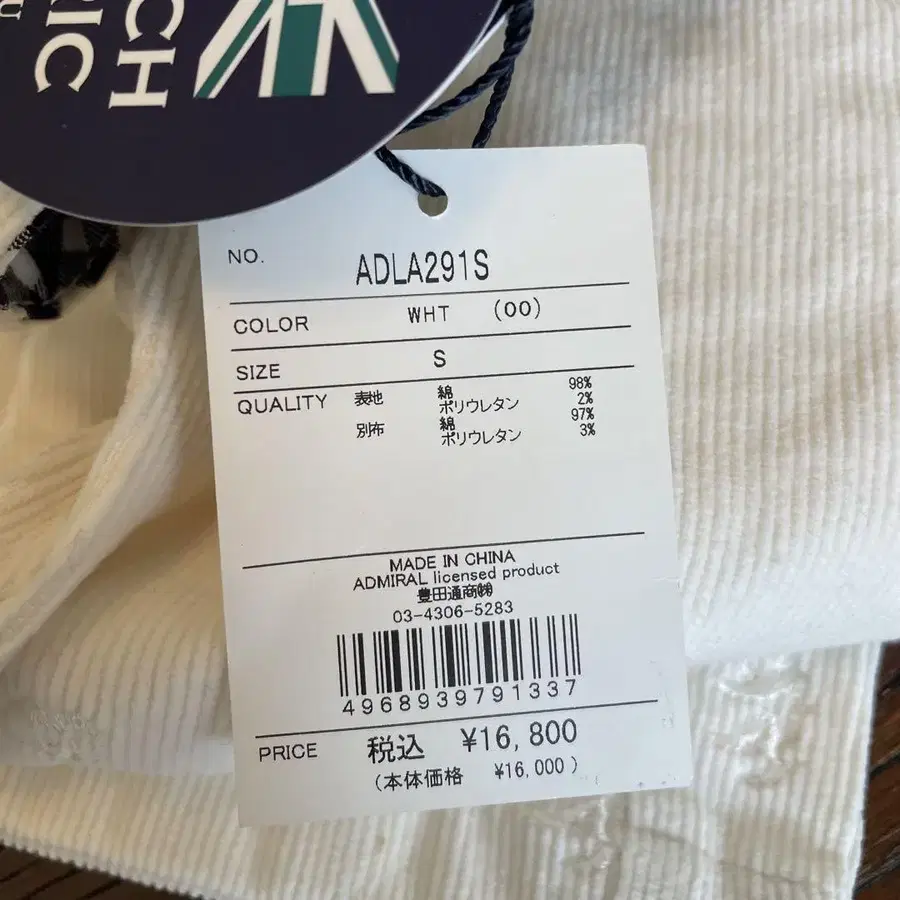 CH
IC
U
NO. ADLA291S
COLOR WHT (00)
SIZE S
QUALITY 表地 綿 98%
ポリウレタン 2%
別布 綿 97%
ポリウレタン 3%
MADE IN CHINA
ADMIRAL licensed product
豊田通商㈱
03-4306-5283
4968939791337
PRICE 税込 ¥16,800
(本体価格 ¥16,000)